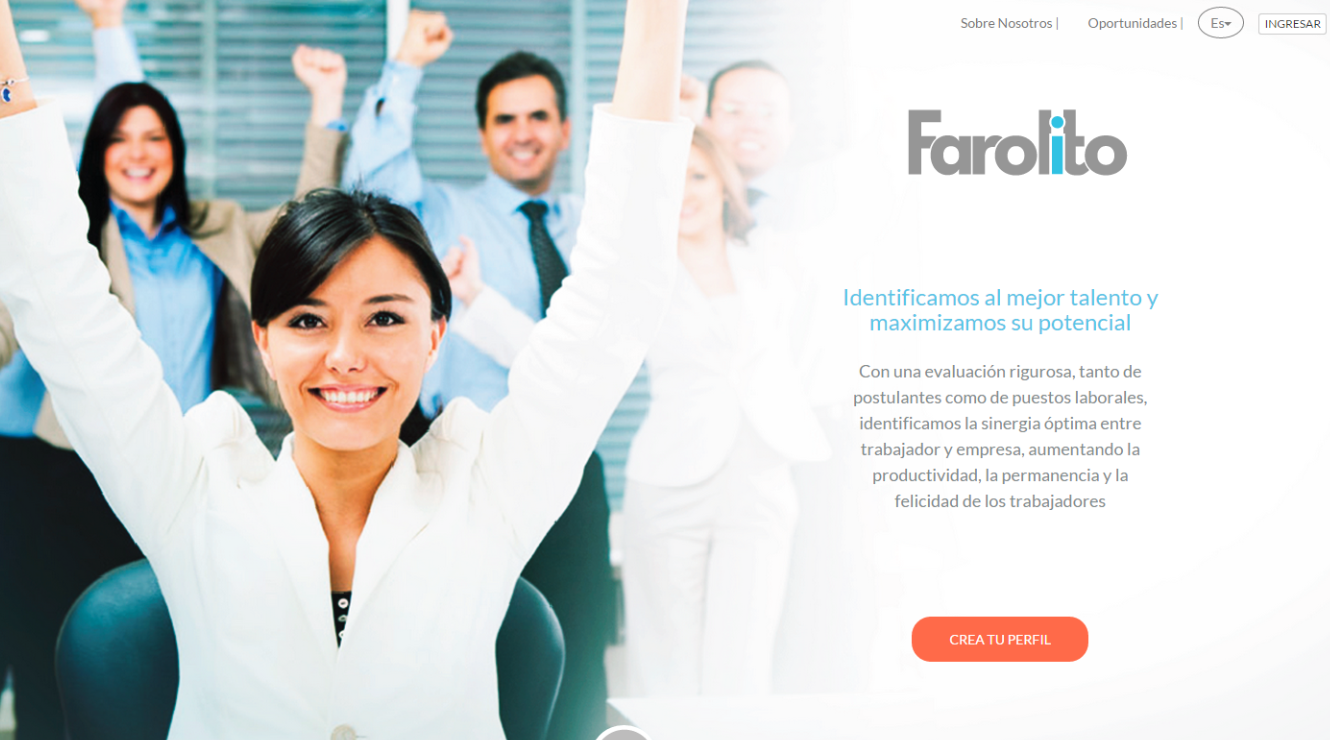 Sobre Nosotros | Oportunidades | Es INGRESAR
Farolito
Identificamos al mejor talento y
maximizamos su potencial
Con una evaluación rigurosa, tanto de
postulantes como de puestos laborales,
identificamos la sinergia óptima entre
trabajador y empresa, aumentando la
productividad, la permanencia y la
felicidad de los trabajadores
CREA TU PERFIL